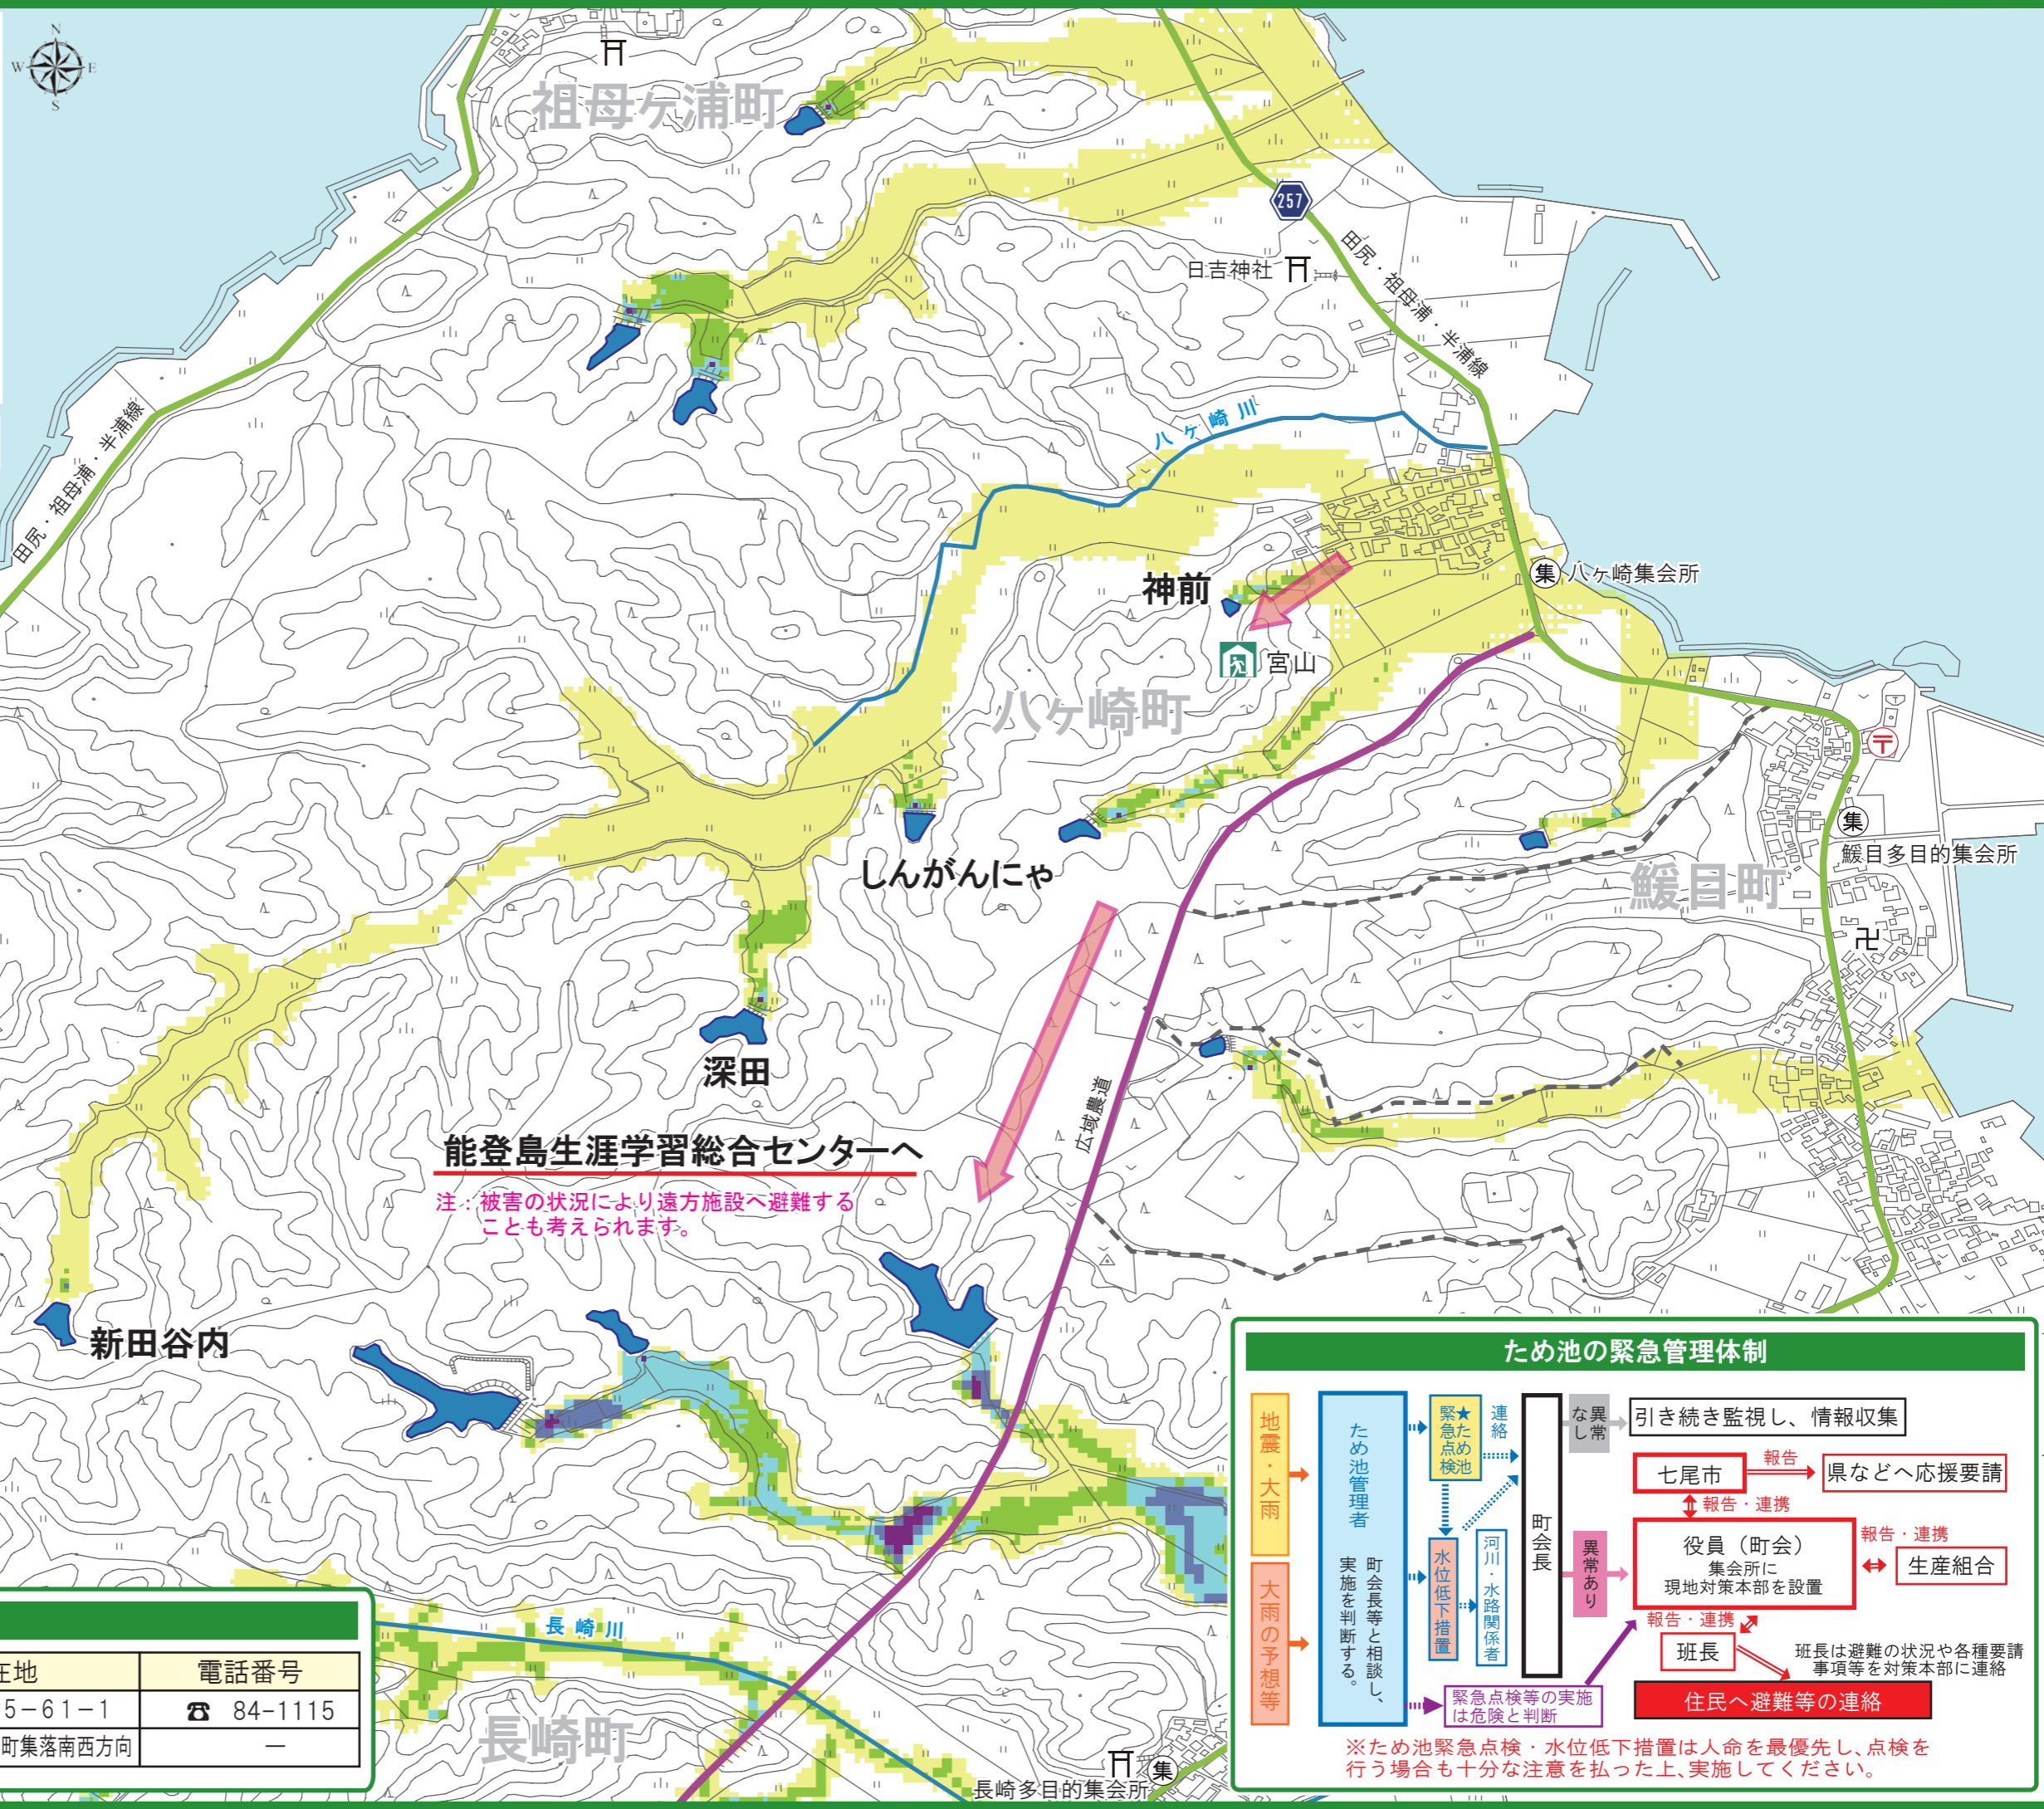 N
W E
S
祖母ヶ浦町
257
日吉神社
田尻・祖母浦・半浦線
田尻・祖母浦・半浦線
八ヶ崎川
神前
集 八ヶ崎集会所
宮山
八ヶ崎町
〒
しんがんにゃ
集
鰀目多目的集会所
鰀目町
深田
広域農道
能登島生涯学習総合センターへ
注：被害の状況により遠方施設へ避難する
ことも考えられます。
新田谷内
長崎川
長崎町
集
長崎多目的集会所
在地 電話番号
5-61-1 ☎ 84-1115
町集落南西方向 ―
ため池の緊急管理体制
地震・大雨
大雨の予想等
ため池管理者
町会長等と相談し、
実施を判断する。
★ため池
緊急点検
連絡
水位低下措置
河川・水路関係者
緊急点検等の実施
は危険と判断
町会長
異常
なし
引き続き監視し、情報収集
異常あり
七尾市
報告
県などへ応援要請
報告・連携
役員（町会）
集会所に
現地対策本部を設置
報告・連携
生産組合
報告・連携
班長
班長は避難の状況や各種要請
事項等を対策本部に連絡
住民へ避難等の連絡
※ため池緊急点検・水位低下措置は人命を最優先し、点検を
行う場合も十分な注意を払った上、実施してください。